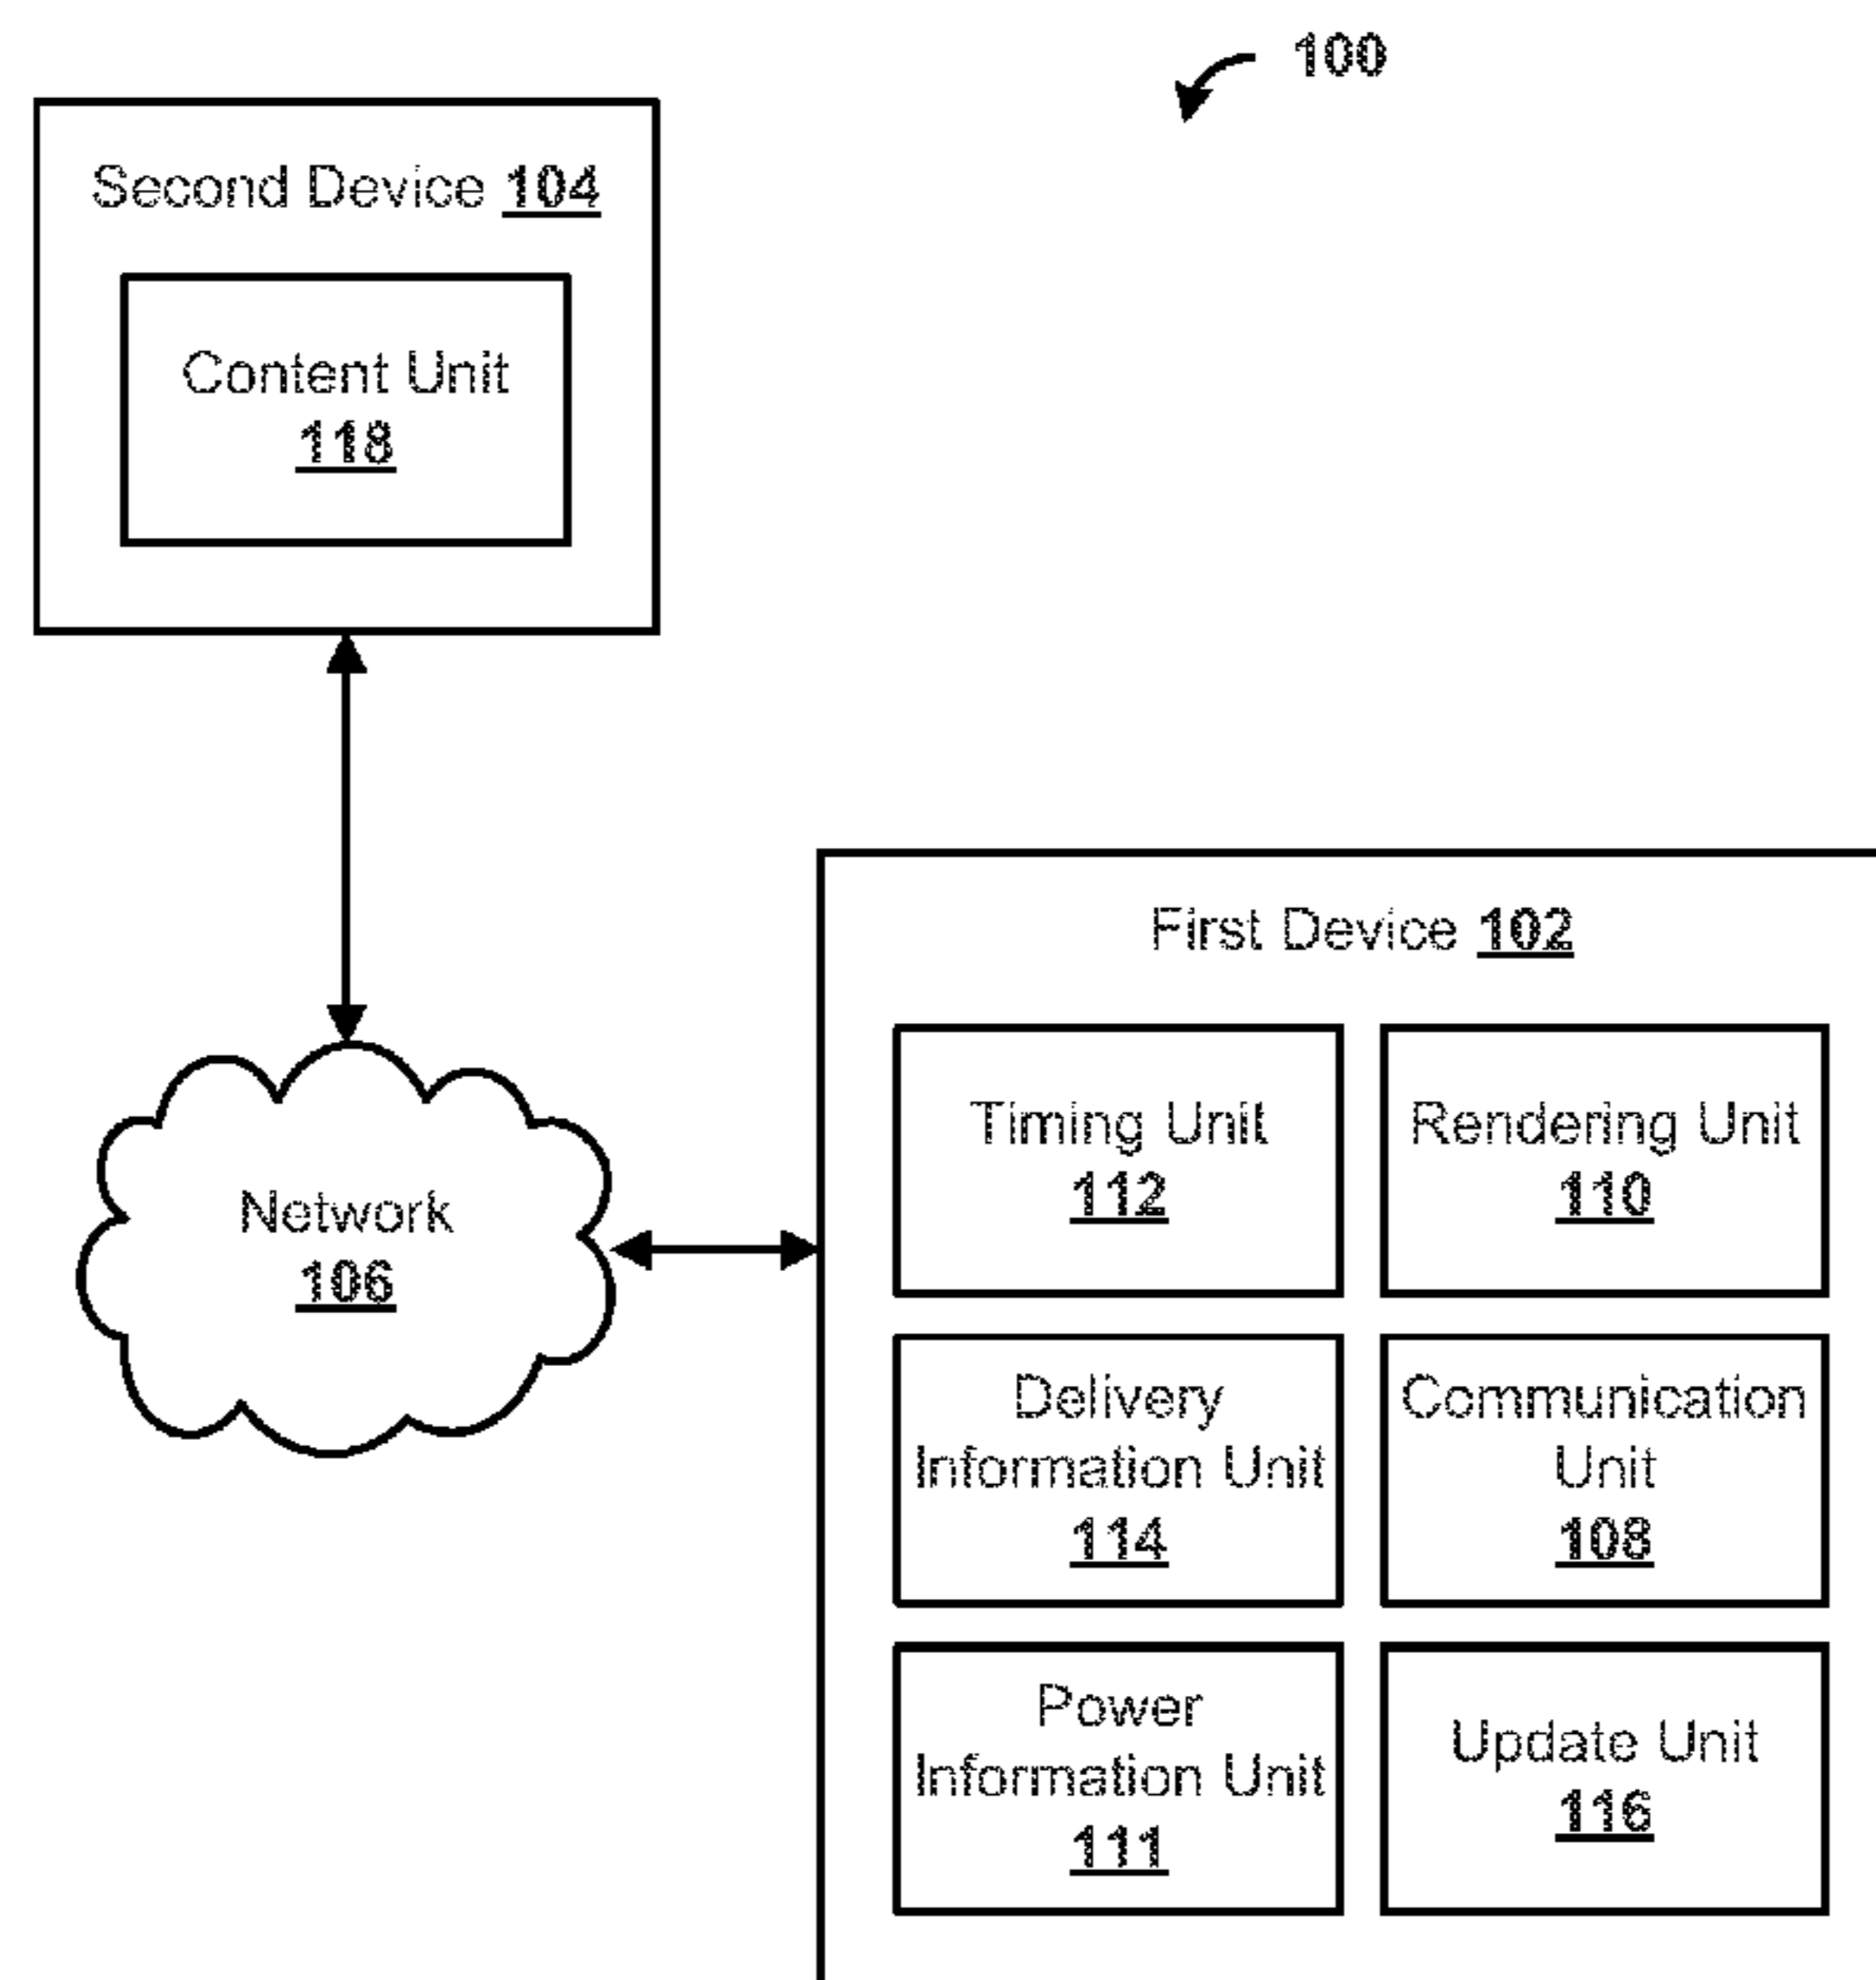 100
Second Device 104
Content Unit
118
First Device 102
Timing Unit
112
Rendering Unit
110
Network
106
Delivery
Information Unit
114
Communication
Unit
108
Power
Information Unit
111
Update Unit
116